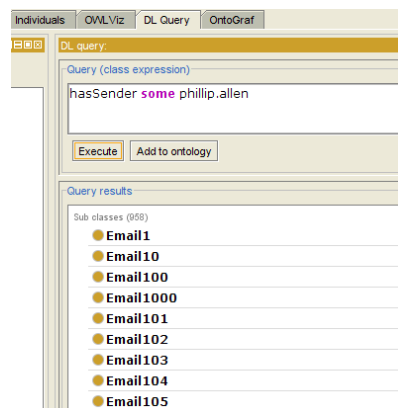 Individuals OWLViz DL Query OntoGraf
DL query:
Query (class expression)
hasSender some phillip.allen
Execute Add to ontology
Query results
Sub classes (958)
Email1
Email10
Email100
Email1000
Email101
Email102
Email103
Email104
Email105